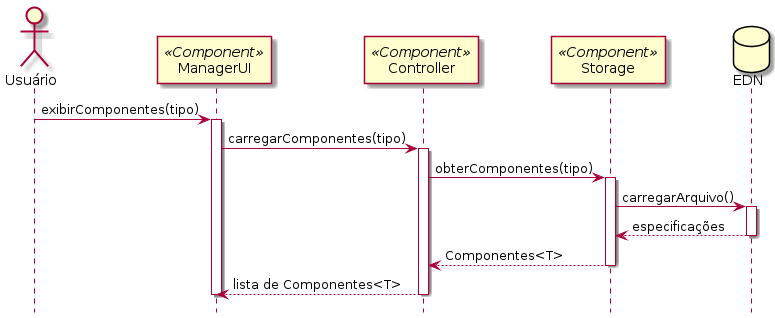 Usuário
«Component»
ManagerUI
«Component»
Controller
«Component»
Storage
EDN
exibirComponentes(tipo)
carregarComponentes(tipo)
obterComponentes(tipo)
carregarArquivo()
especificações
Componentes<T>
lista de Componentes<T>